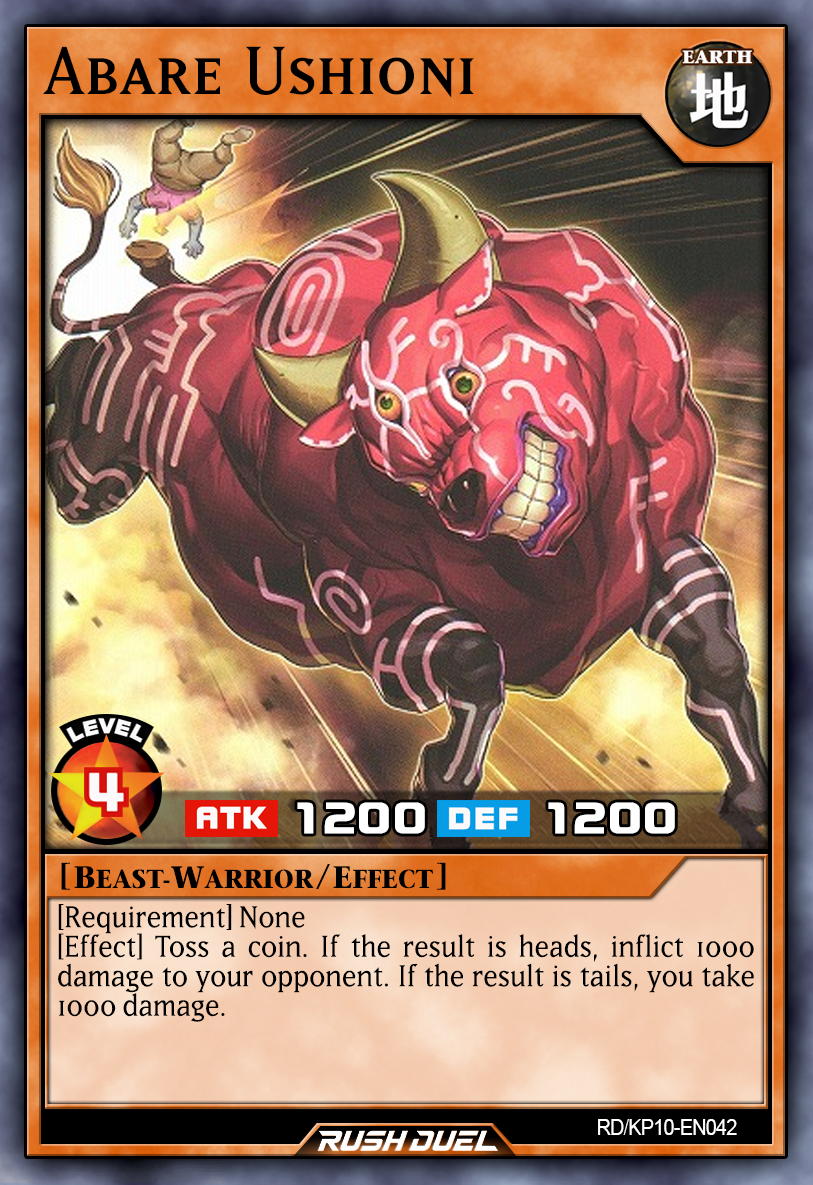 Abare Ushioni
EARTH
地
LEVEL
4
ATK 1200 DEF 1200
[Beast-Warrior/Effect]
[Requirement] None
[Effect] Toss a coin. If the result is heads, inflict 1000
damage to your opponent. If the result is tails, you take
1000 damage.
RD/KP10-EN042
RUSH DUEL